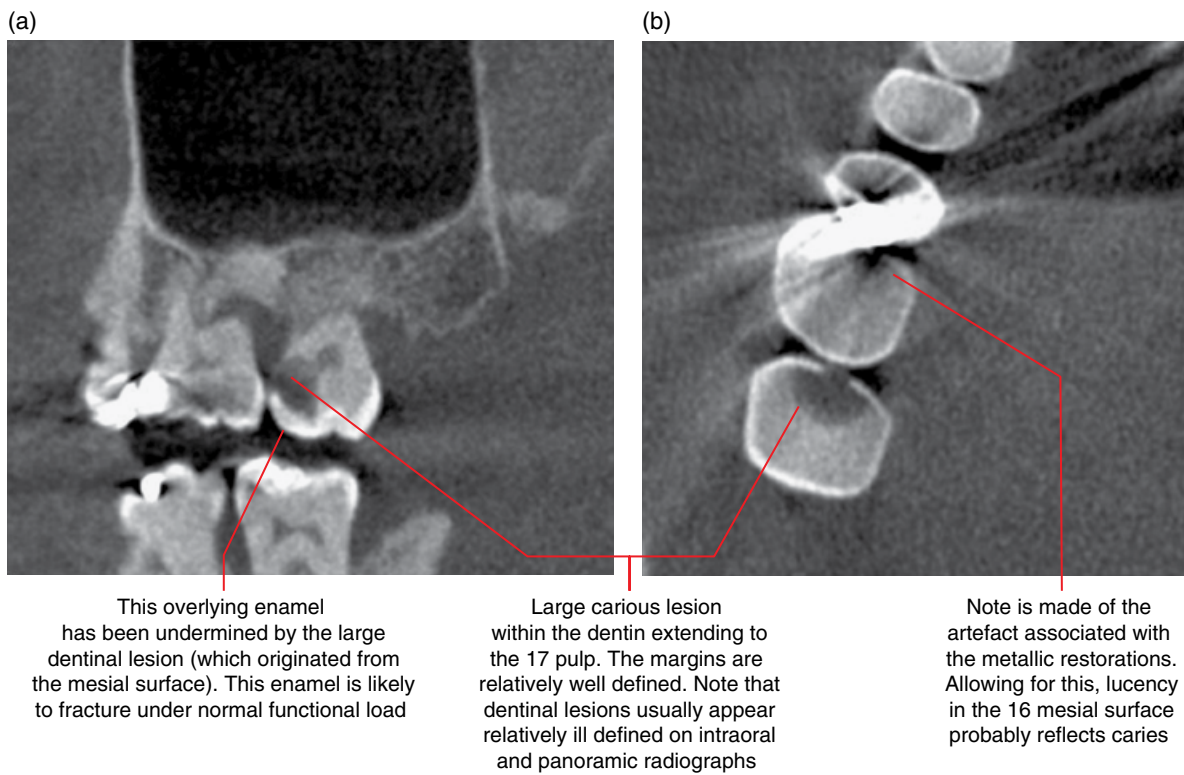 (a)
(b)
This overlying enamel
has been undermined by the large
dentinal lesion (which originated from
the mesial surface). This enamel is likely
to fracture under normal functional load
Large carious lesion
within the dentin extending to
the 17 pulp. The margins are
relatively well defined. Note that
dentinal lesions usually appear
relatively ill defined on intraoral
and panoramic radiographs
Note is made of the
artefact associated with
the metallic restorations.
Allowing for this, lucency
in the 16 mesial surface
probably reflects caries